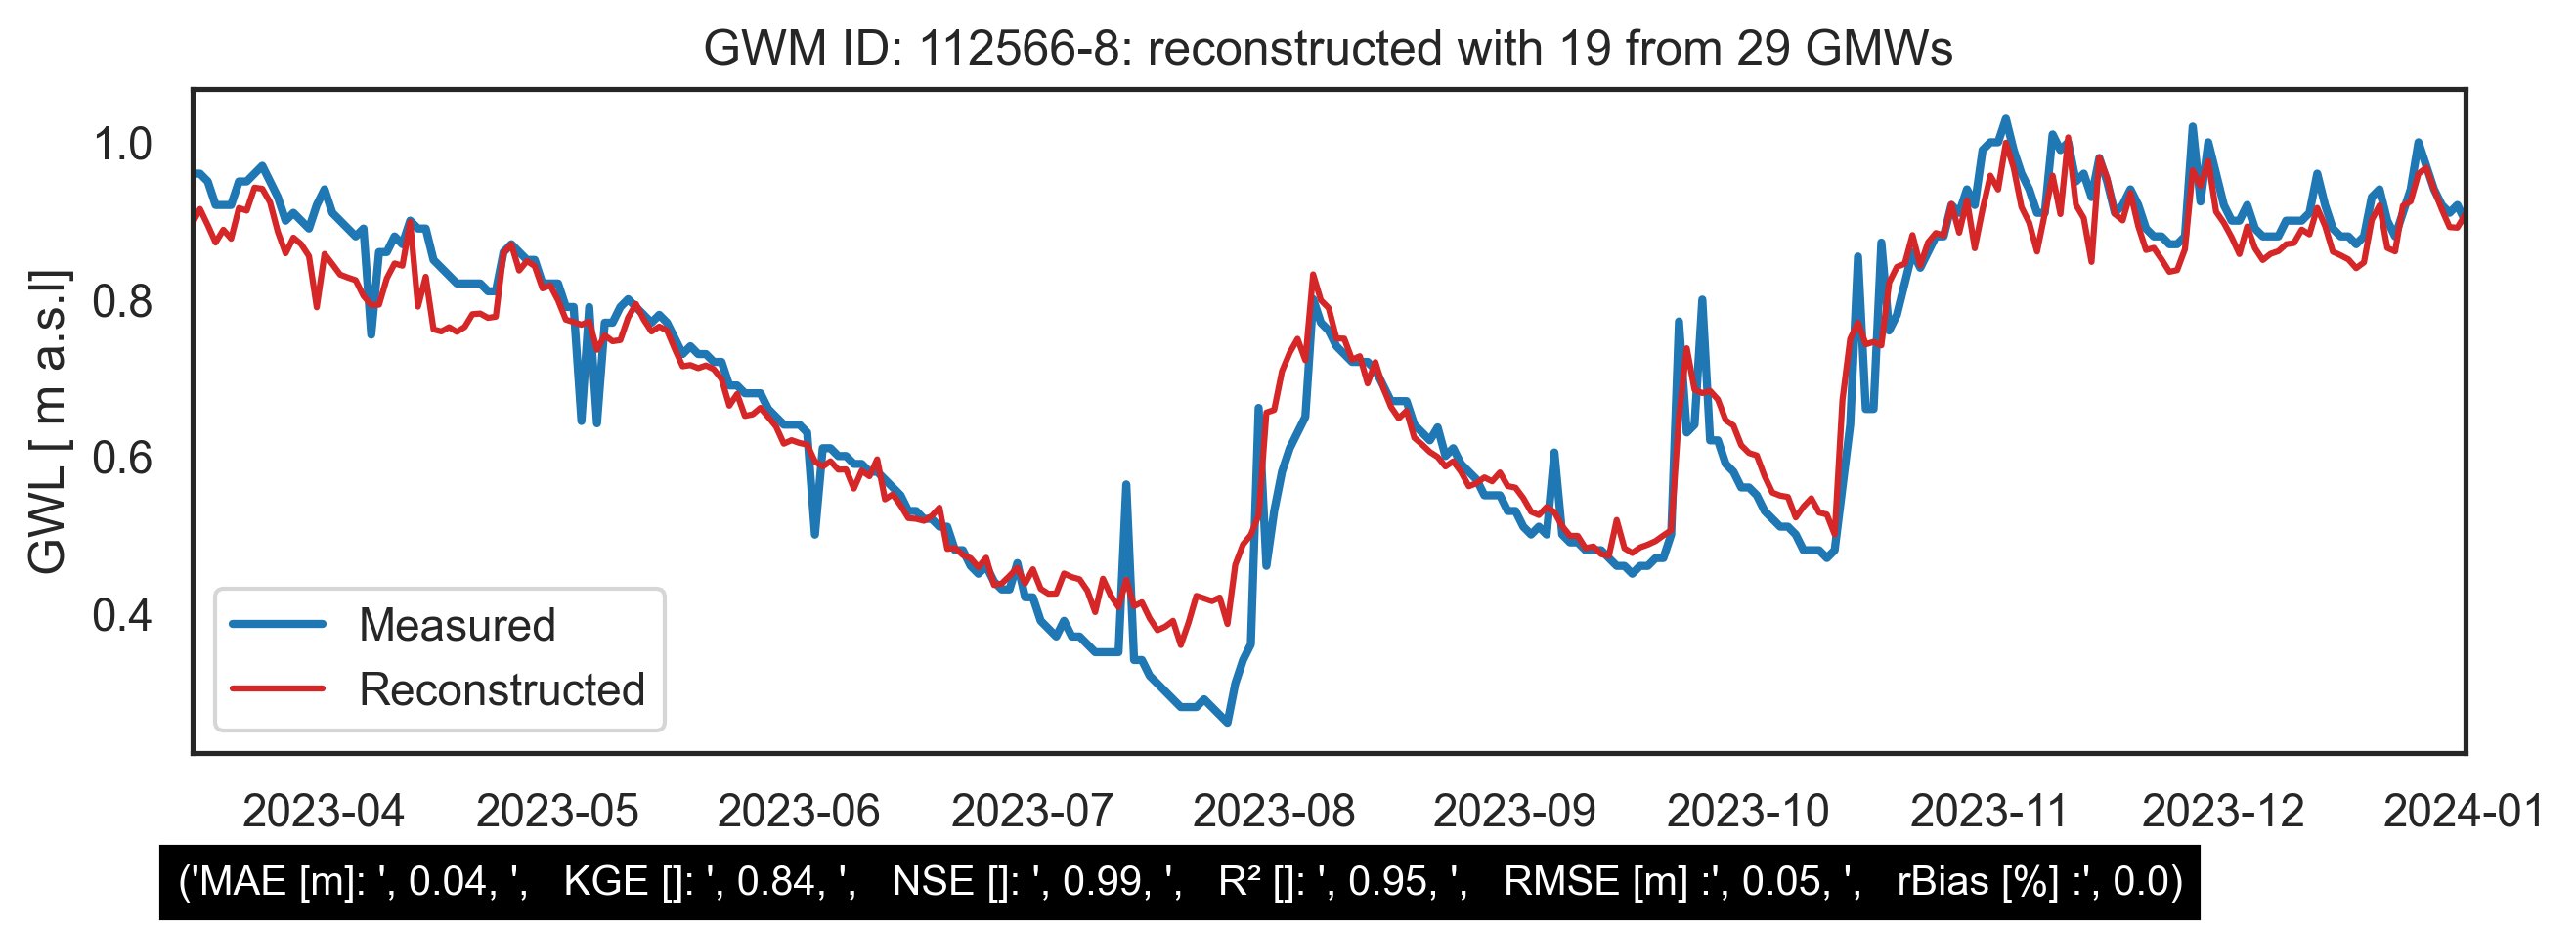 GWM ID: 112566-8: reconstructed with 19 from 29 GMWs
GWL [ m a.s.l]
1.0
0.8
0.6
0.4
Measured
Reconstructed
2023-04 2023-05 2023-06 2023-07 2023-08 2023-09 2023-10 2023-11 2023-12 2024-01
('MAE [m]: ', 0.04, ',   KGE []: ', 0.84, ',   NSE []: ', 0.99, ',   R² []: ', 0.95, ',   RMSE [m] :', 0.05, ',   rBias [%] :', 0.0)